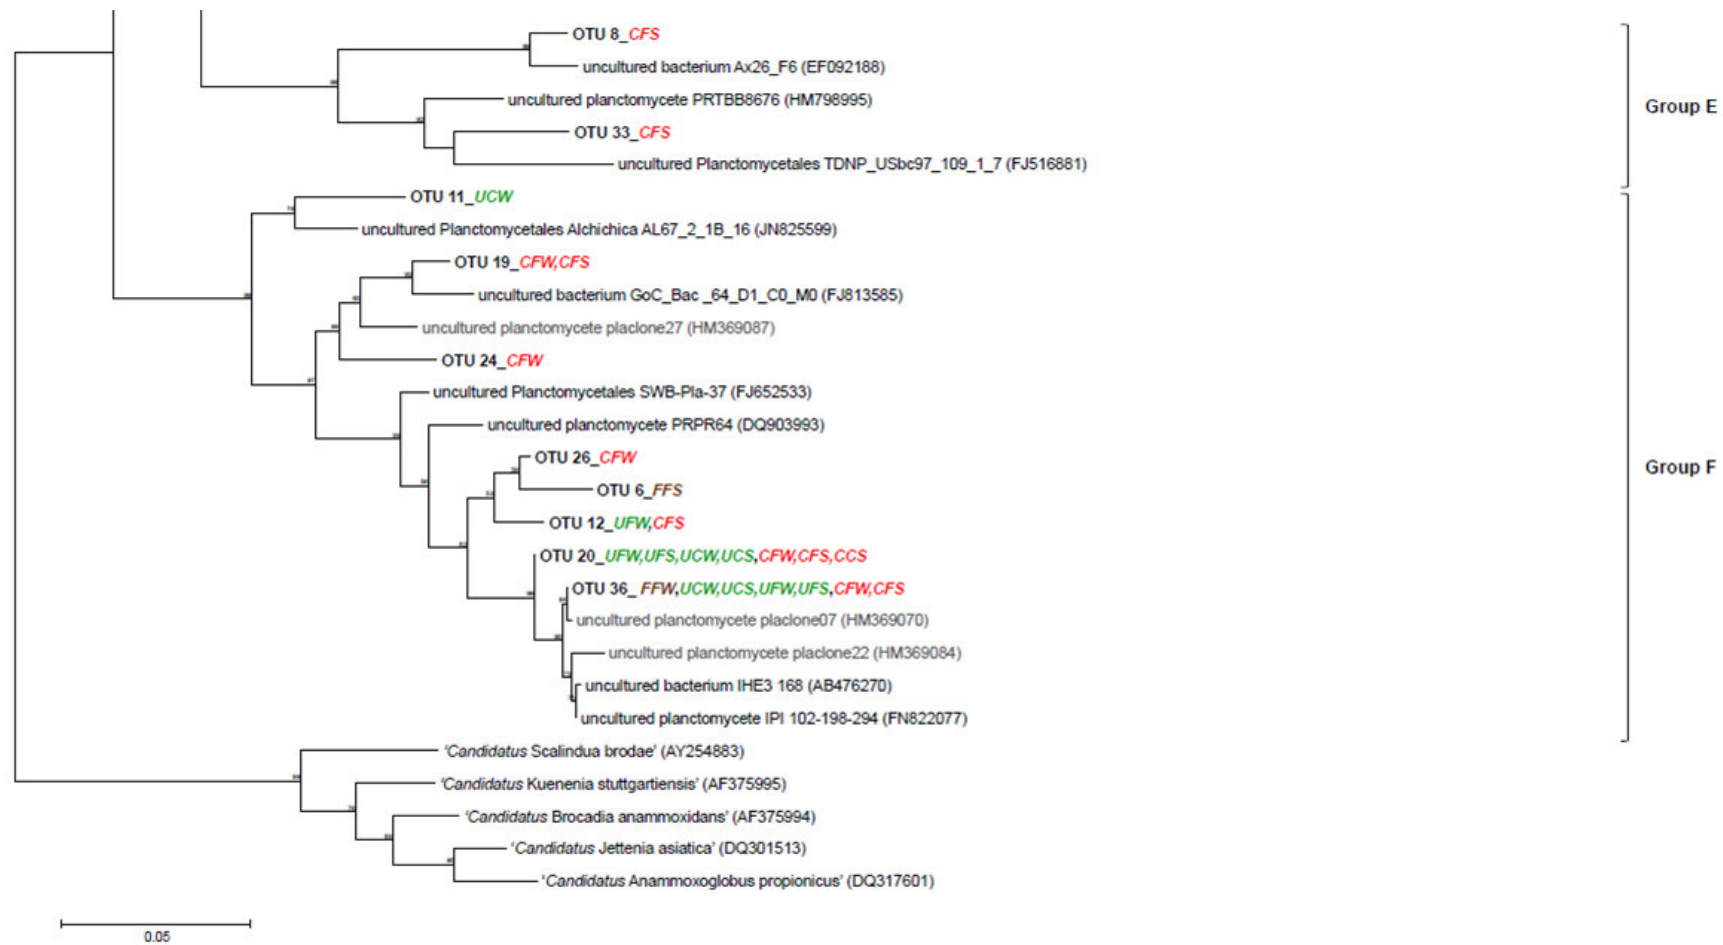 OTU 8_CFS
uncultured bacterium Ax26_F6 (EF092188)
uncultured planctomycete PRTBB8676 (HM798995)
Group E
OTU 33_CFS
uncultured Planctomycetales TDNP_USbc97_109_1_7 (FJ516881)
OTU 11_UCW
uncultured Planctomycetales Alchichica AL67_2_1B_16 (JN825599)
OTU 19_CFW,CFS
uncultured bacterium GoC_Bac _64_D1_C0_M0 (FJ813585)
uncultured planctomycete placlone27 (HM369087)
OTU 24_CFW
uncultured Planctomycetales SWB-Pla-37 (FJ652533)
uncultured planctomycete PRPR64 (DQ903993)
OTU 26_CFW
Group F
OTU 6_FFS
OTU 12_UFW,CFS
OTU 20_UFW,UFS,UCW,UCS,CFW,CFS,CCS
OTU 36_ FFW,UCW,UCS,UFW,UFS,CFW,CFS
uncultured planctomycete placlone07 (HM369070)
uncultured planctomycete placlone22 (HM369084)
uncultured bacterium IHE3 168 (AB476270)
uncultured planctomycete IPI 102-198-294 (FN822077)
‘Candidatus Scalindua brodae’ (AY254883)
‘Candidatus Kuenenia stuttgartiensis’ (AF375995)
‘Candidatus Brocadia anammoxidans’ (AF375994)
‘Candidatus Jettenia asiatica’ (DQ301513)
‘Candidatus Anammoxoglobus propionicus’ (DQ317601)
0.05